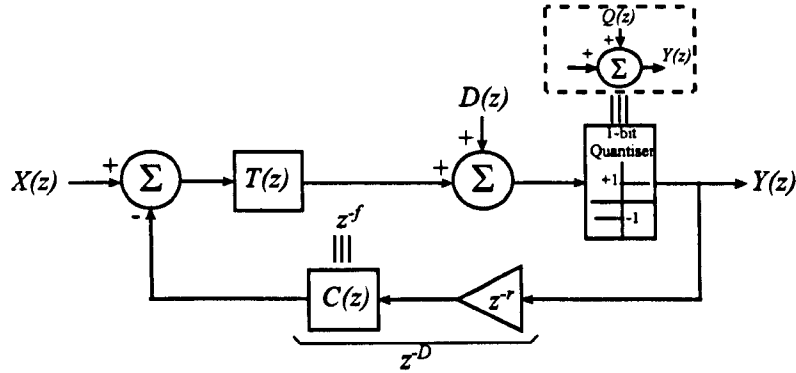 Q(z)
+
+
Σ
Y(z)
D(z)
1-bit
Quantiser
+1
-1
+
+
X(z)
+
Σ
-
T(z)
Σ
Y(z)
z^-f
C(z)
z^-r
z^-D